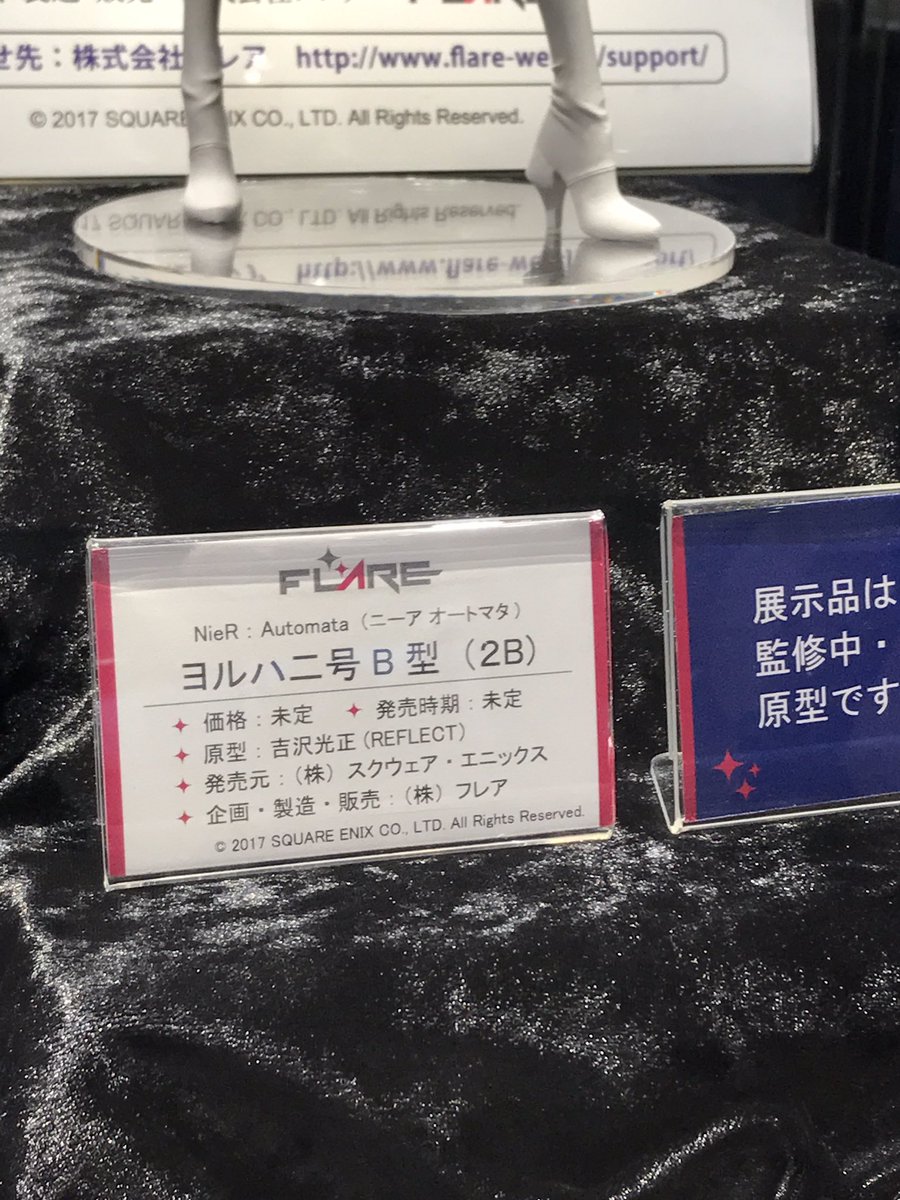 せ先：株式会社 レア http://www.flare-we /support/
© 2017 SQUARE ENIX CO., LTD. All Rights Reserved.
FLARE
NieR : Automata（ニーア オートマタ）
ヨルハ二号B型（2B）
価格：未定 発売時期：未定
原型：吉沢光正 (REFLECT)
発売元：（株）スクウェア・エニックス
企画・製造・販売：（株）フレア
© 2017 SQUARE ENIX CO., LTD. All Rights Reserved.
展示品は
監修中・
原型です